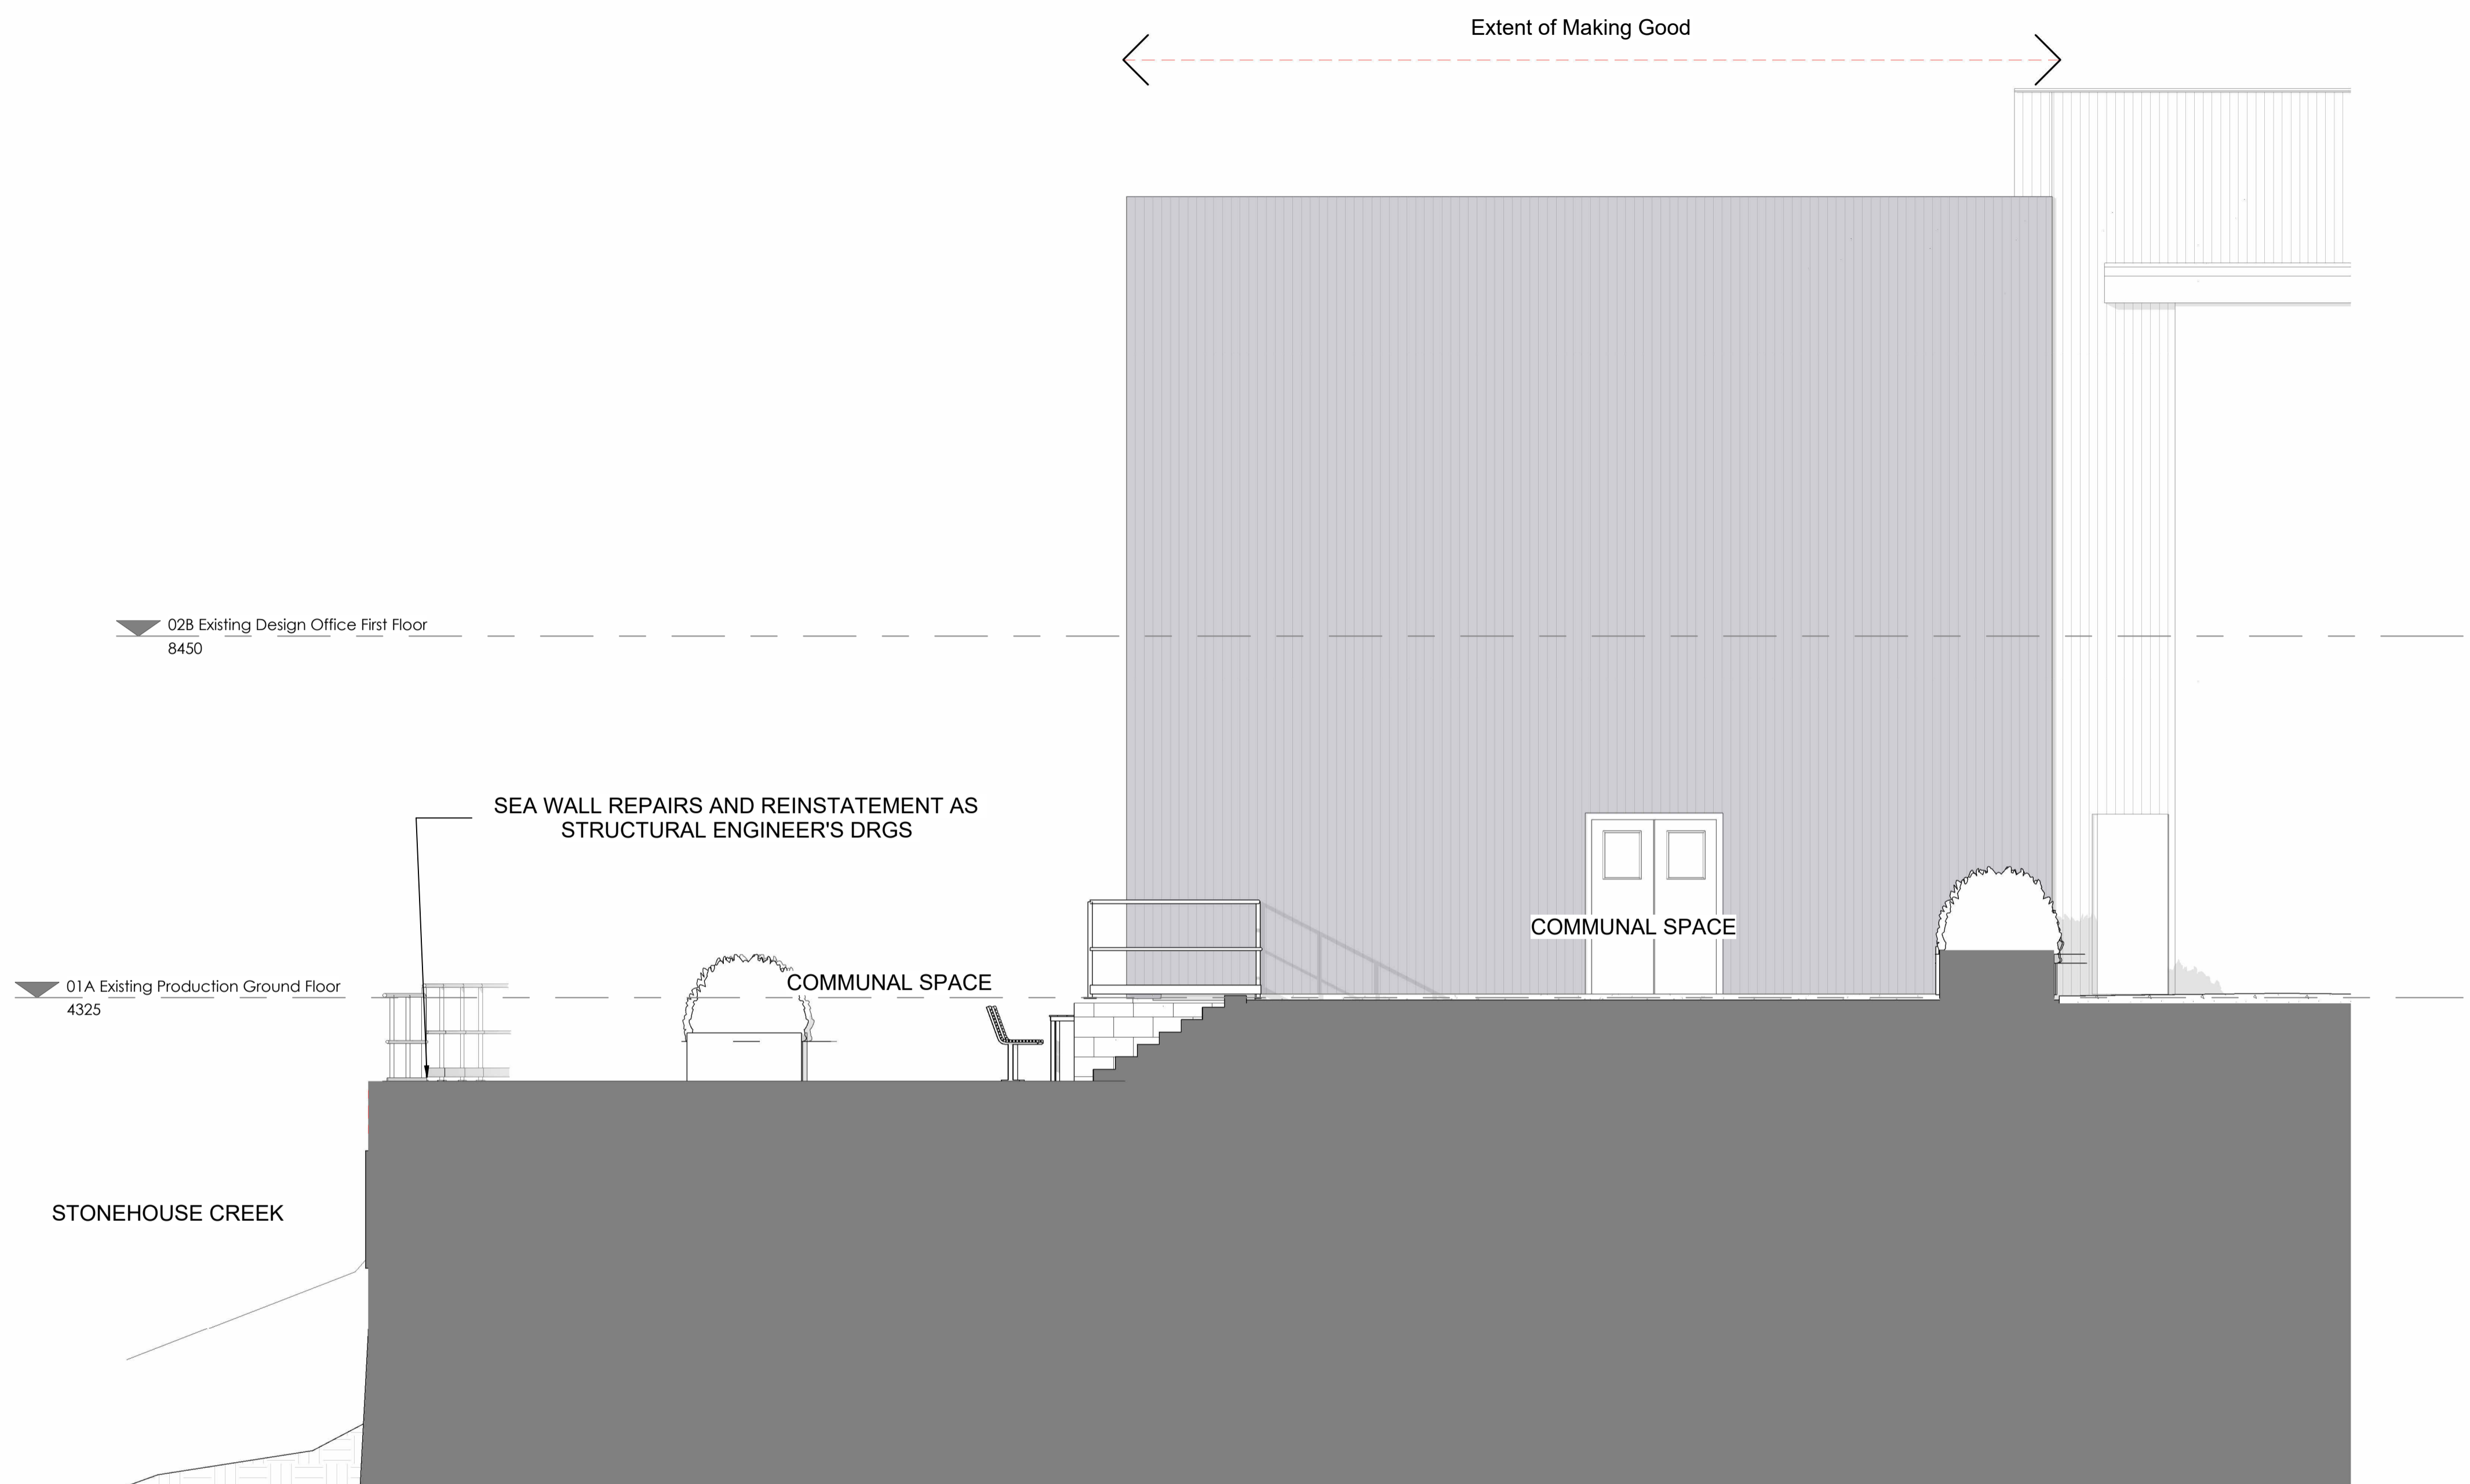 Extent of Making Good
02B Existing Design Office First Floor
8450
SEA WALL REPAIRS AND REINSTATEMENT AS
STRUCTURAL ENGINEER'S DRGS
COMMUNAL SPACE
COMMUNAL SPACE
01A Existing Production Ground Floor
4325
STONEHOUSE CREEK